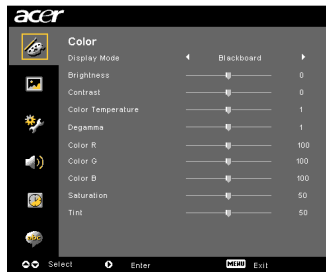 acer
Color
Display Mode Blackboard
Brightness 0
Contrast 0
Color Temperature 1
Degamma 1
Color R 100
Color G 100
Color B 100
Saturation 50
Tint 50
abc
Select Enter MENU Exit